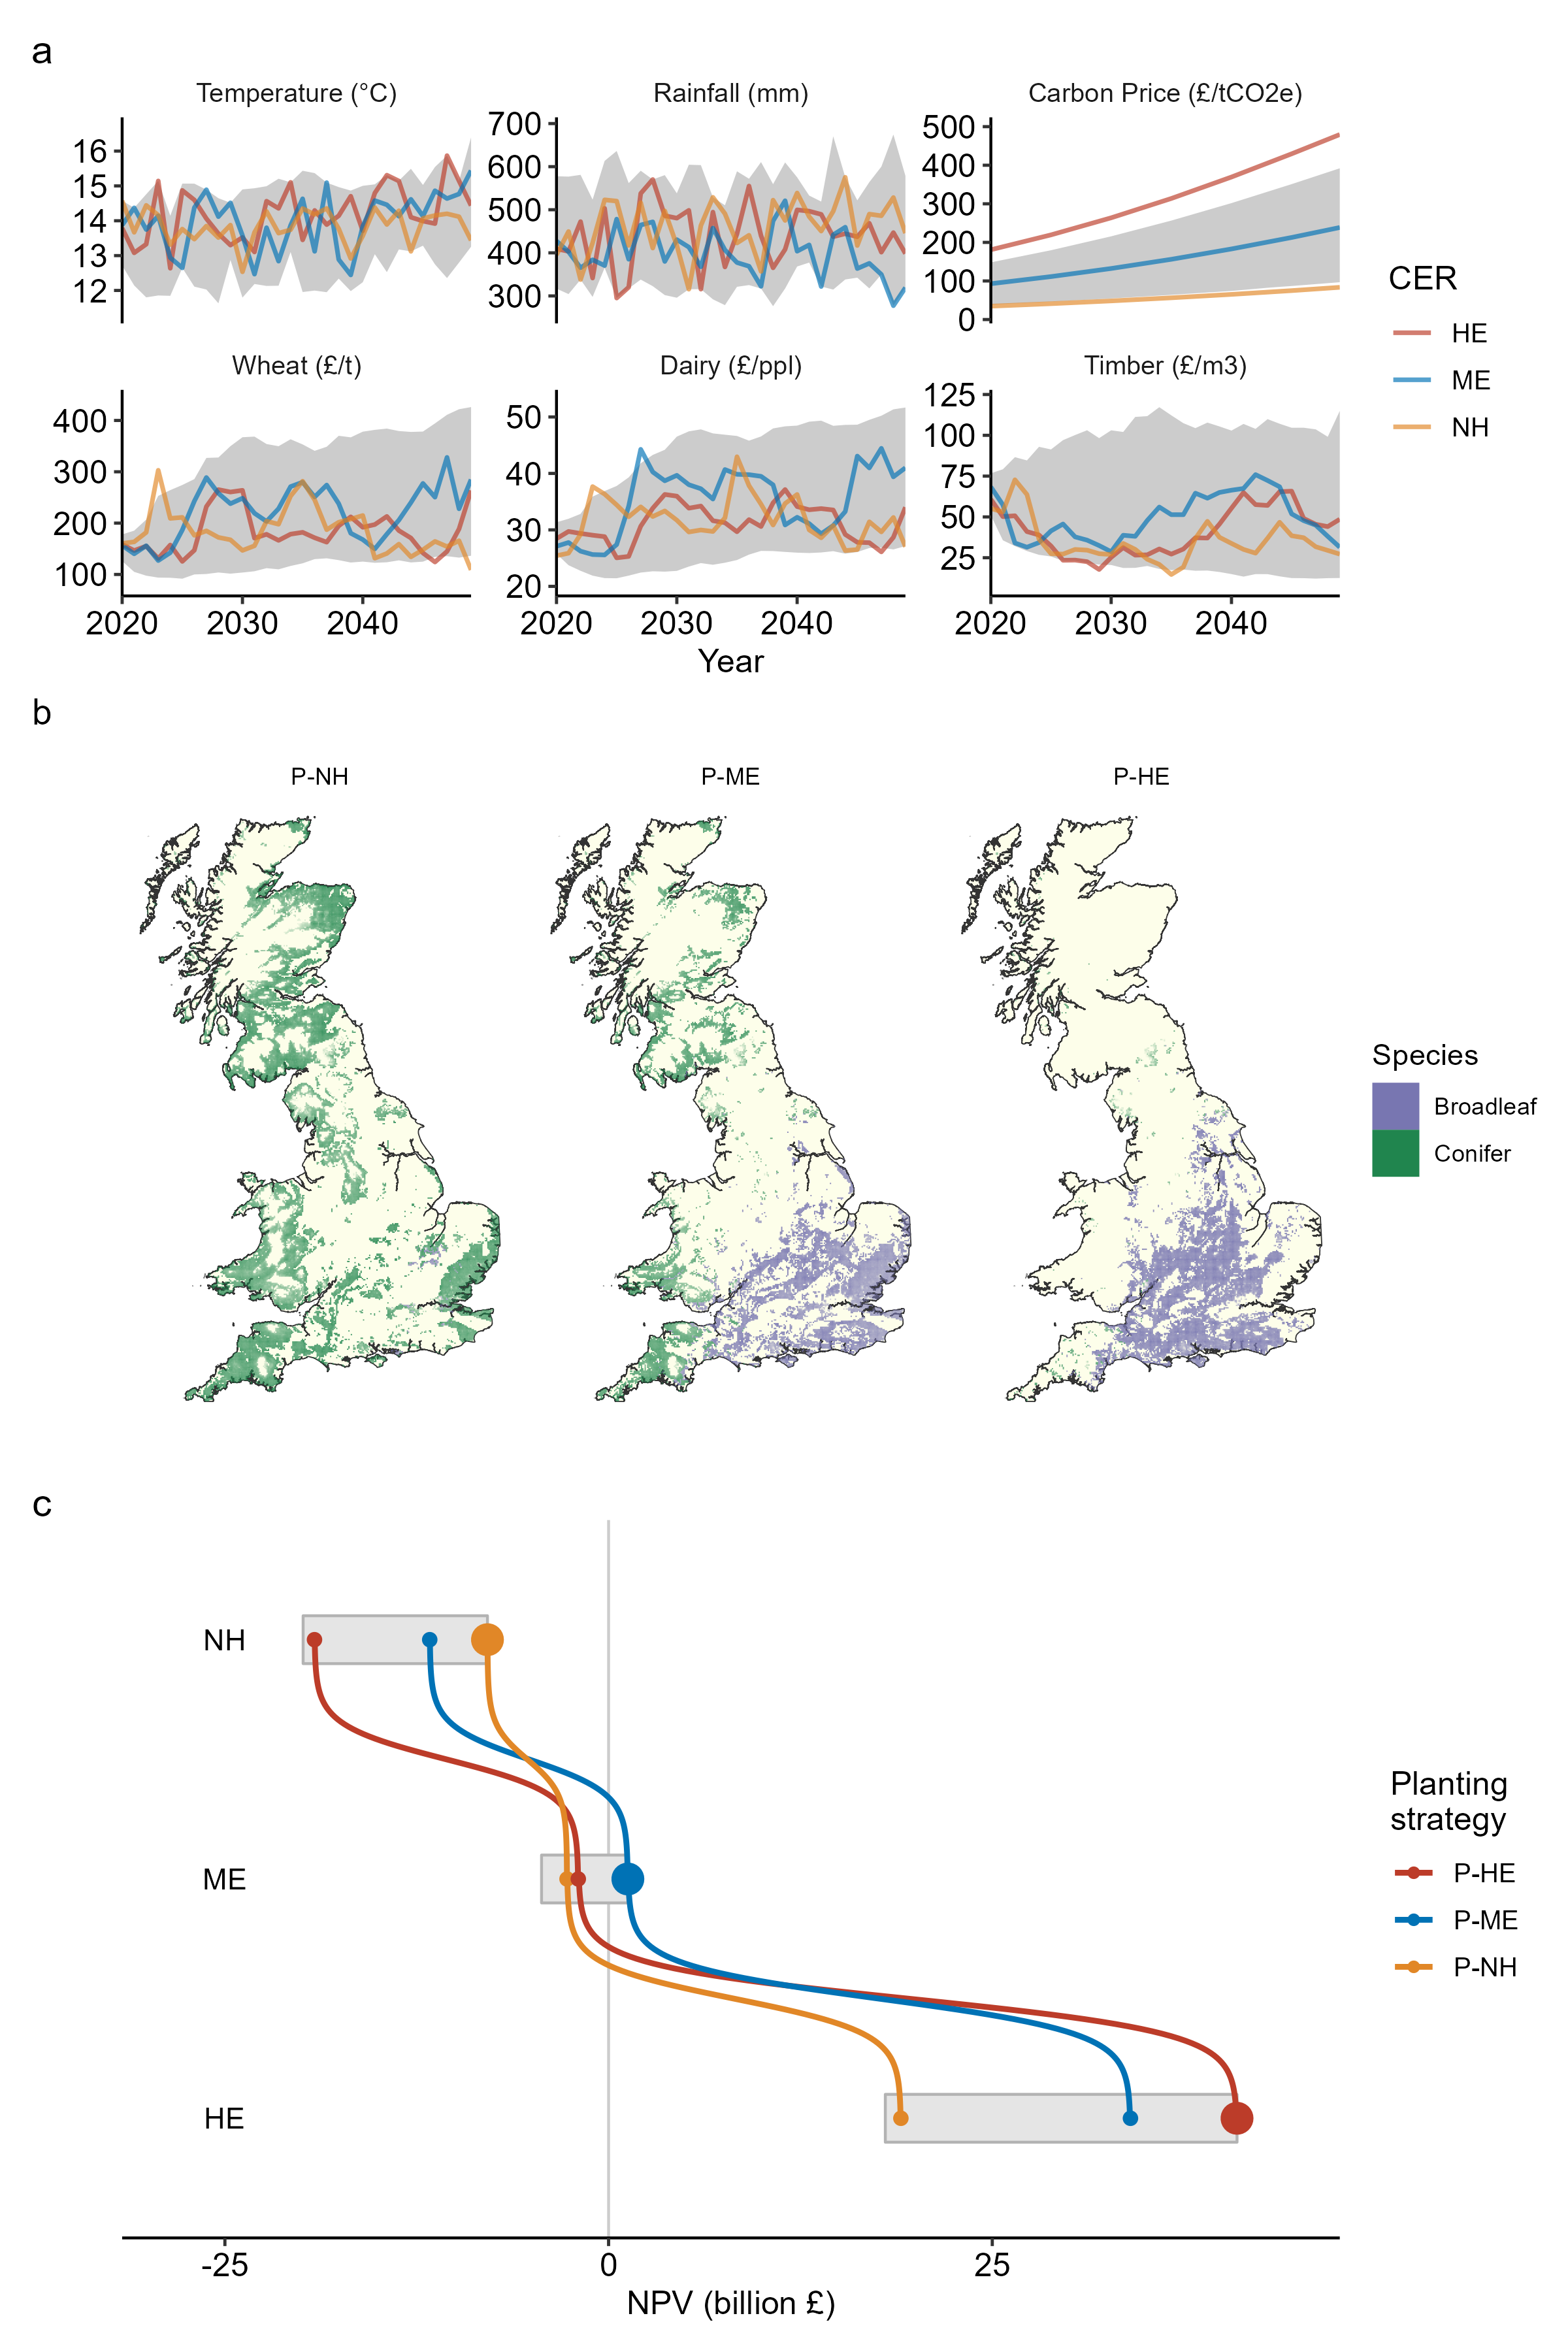 a
Temperature (°C)
Rainfall (mm)
Carbon Price (£/tCO2e)
16
15
14
13
12
700
600
500
400
300
500
400
300
200
100
0
CER
HE
ME
NH
Wheat (£/t)
Dairy (£/ppl)
Timber (£/m3)
400
300
200
100
50
40
30
20
125
100
75
50
25
2020 2030 2040
2020 2030 2040
2020 2030 2040
Year
b
P-NH
P-ME
P-HE
Species
Broadleaf
Conifer
c
NH
ME
HE
Planting
strategy
P-HE
P-ME
P-NH
-25 0 25
NPV (billion £)